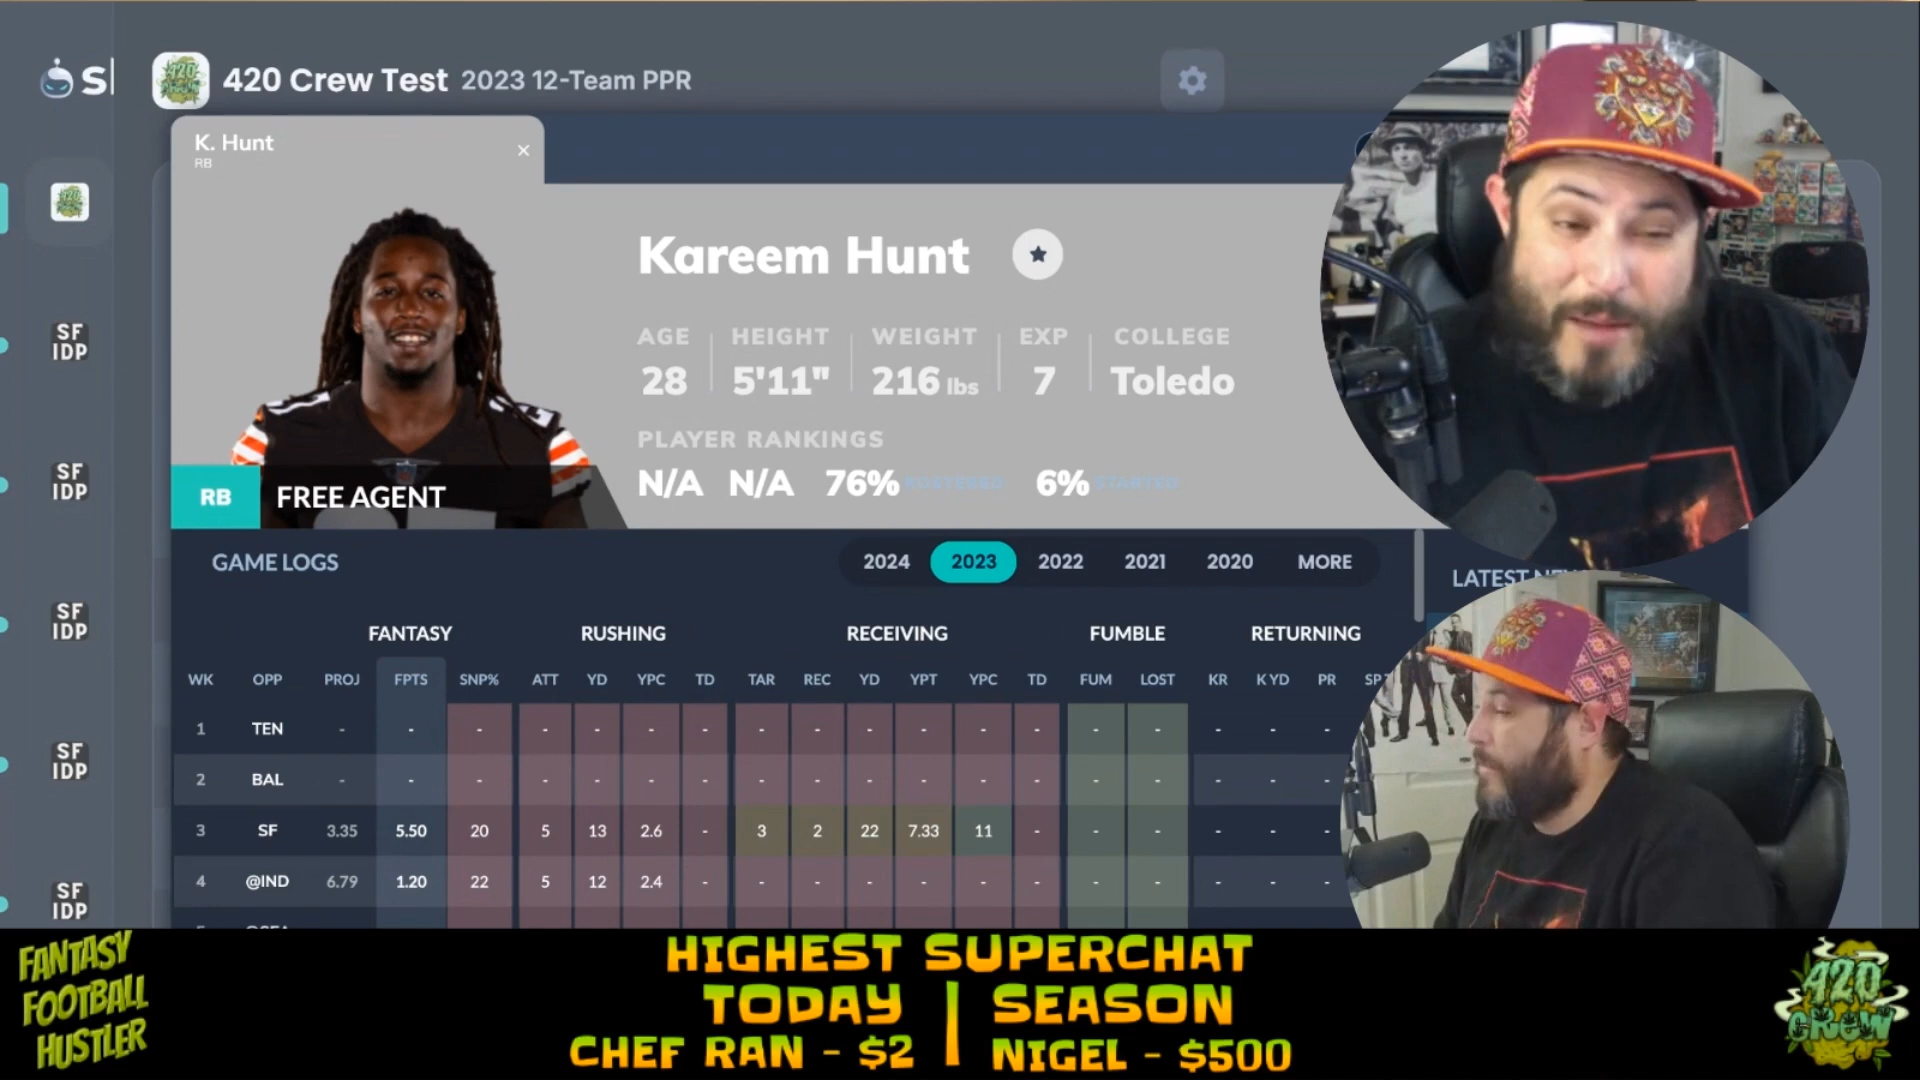 Sl
420 Crew Test 2023 12-Team PPR
K. Hunt
RB
Kareem Hunt
AGE HEIGHT WEIGHT EXP COLLEGE
28 5'11" 216 lbs 7 Toledo
PLAYER RANKINGS
N/A N/A 76% ROSTERED 6% STARTED
RB FREE AGENT
SF
IDP
SF
IDP
SF
IDP
SF
IDP
SF
IDP
GAME LOGS 2024 2023 2022 2021 2020 MORE
LATEST
FANTASY RUSHING RECEIVING FUMBLE RETURNING
WK OPP PROJ FPTS SNP% ATT YD YPC TD TAR REC YD YPT YPC TD FUM LOST KR KYD PR SP
1 TEN - - - - - - - - - - - - - - - - - -
2 BAL - - - - - - - - - - - - - - - - - -
3 SF 3.35 5.50 20 5 13 2.6 - 3 2 22 7.33 11 - - - - - -
4 @IND 6.79 1.20 22 5 12 2.4 - - - - - - - - - - - -
FANTASY
FOOTBALL
HUSTLER
HIGHEST SUPERCHAT
TODAY | SEASON
CHEF RAN - $2 | NIGEL - $500
420
CREW